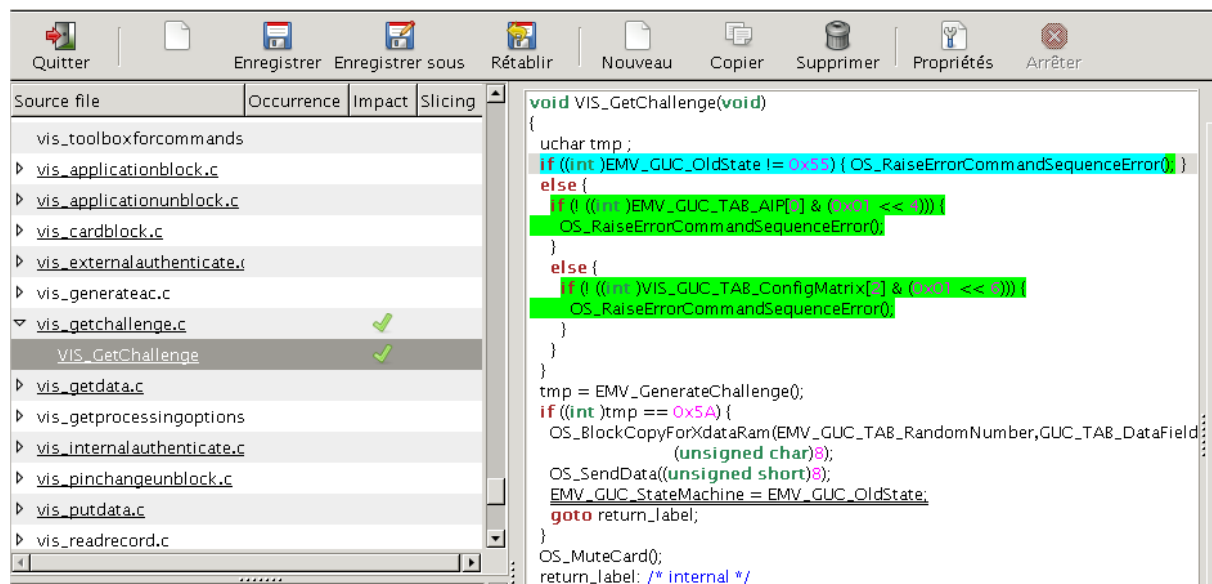 Quitter Enregistrer Enregistrer sous Rétablir Nouveau Copier Supprimer Propriétés Arrêter
Source file Occurrence Impact Slicing
vis_toolboxforcommands
vis_applicationblock.c
vis_applicationunblock.c
vis_cardblock.c
vis_externalauthenticate.(
vis_generateac.c
vis_getchallenge.c
VIS_GetChallenge
vis_getdata.c
vis_getprocessingoptions
vis_internalauthenticate.c
vis_pinchangeunblock.c
vis_putdata.c
vis_readrecord.c
void VIS_GetChallenge(void)
{
uchar tmp ;
if ((int )EMV_GUC_OldState != 0x55) { OS_RaiseErrorCommandSequenceError(); }
else {
if (! ((int )EMV_GUC_TAB_AIP[0] & (0x01 << 4))) {
OS_RaiseErrorCommandSequenceError();
}
else {
if (! ((int )VIS_GUC_TAB_ConfigMatrix[2] & (0x01 << 6))) {
OS_RaiseErrorCommandSequenceError();
}
}
}
tmp = EMV_GenerateChallenge();
if ((int )tmp == 0x5A) {
OS_BlockCopyForXdataRam(EMV_GUC_TAB_RandomNumber,GUC_TAB_DataField
(unsigned char)8);
OS_SendData((unsigned short)8);
EMV_GUC_StateMachine = EMV_GUC_OldState;
goto return_label;
}
OS_MuteCard();
return_label: /* internal */